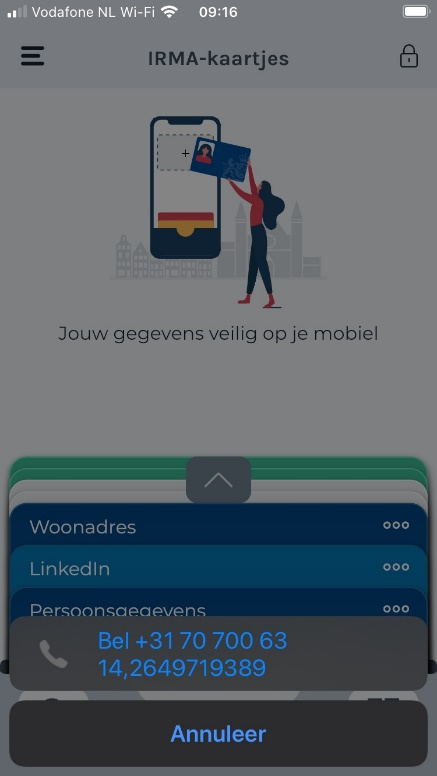 Vodafone NL Wi-Fi 09:16
IRMA-kaartjes
Jouw gegevens veilig op je mobiel
Woonadres
LinkedIn
Persoonsgegevens
Bel +31 70 700 63
14,2649719389
Annuleer